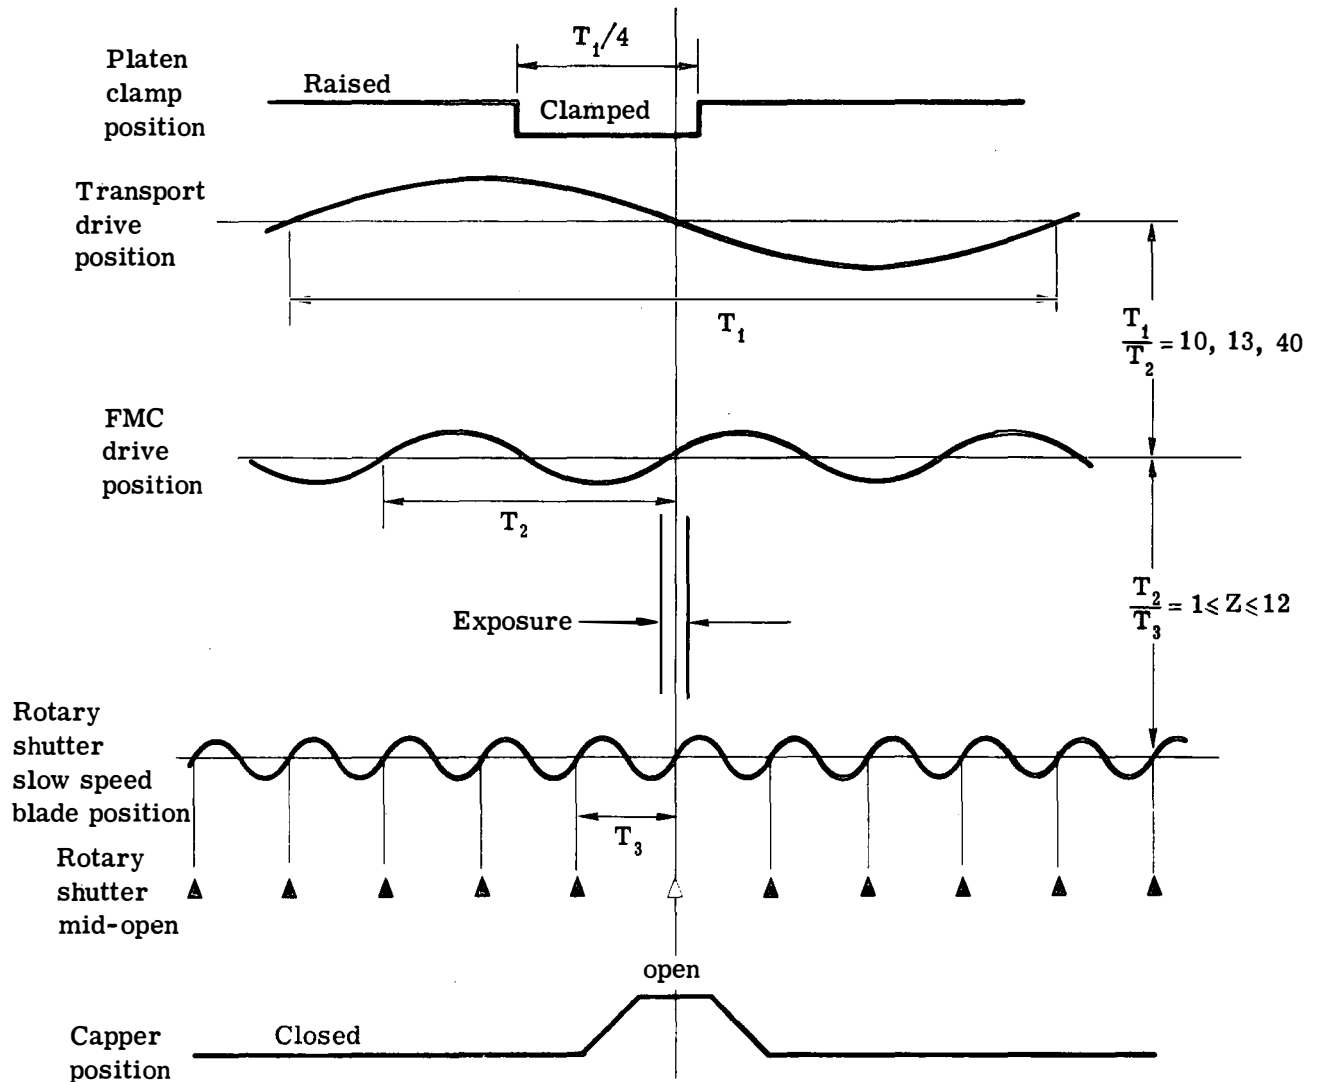 T₁/4
Platen
clamp
position
Raised
Clamped
Transport
drive
position
T₁
T₁/T₂ = 10, 13, 40
FMC
drive
position
T₂
Exposure
T₂/T₃ = 1 ≤ Z ≤ 12
Rotary
shutter
slow speed
blade position
T₃
Rotary
shutter
mid-open
open
Closed
Capper
position